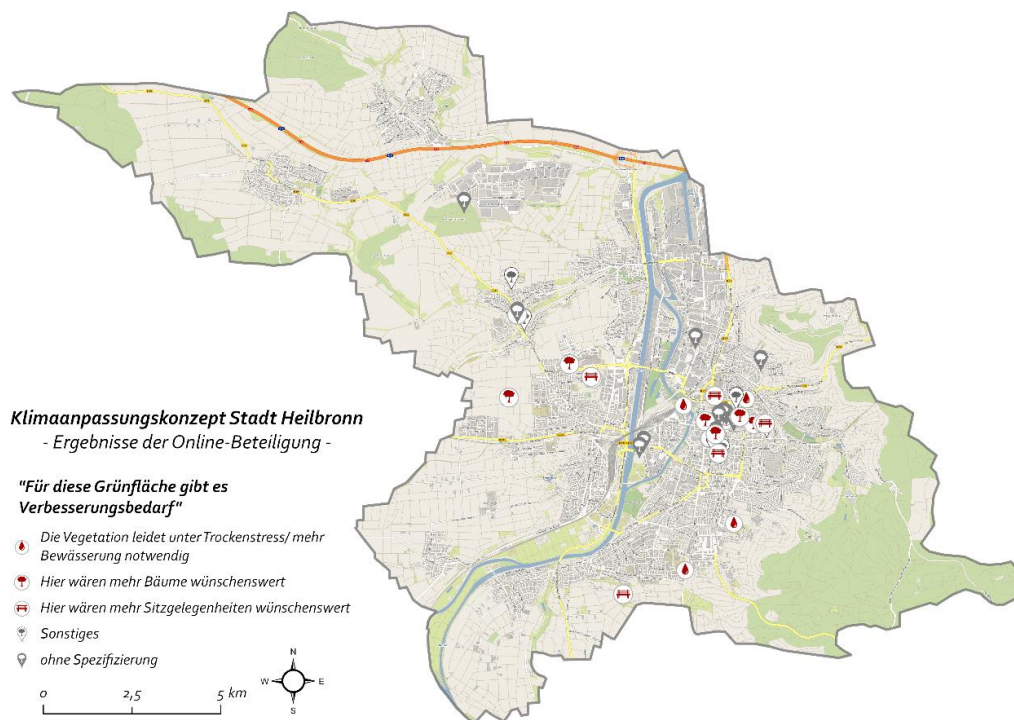 Klimaanpassungskonzept Stadt Heilbronn
- Ergebnisse der Online-Beteiligung -
"Für diese Grünfläche gibt es
Verbesserungsbedarf"
Die Vegetation leidet unter Trockenstress/ mehr
Bewässerung notwendig
Hier wären mehr Bäume wünschenswert
Hier wären mehr Sitzgelegenheiten wünschenswert
Sonstiges
ohne Spezifizierung
N
W E
S
0 2,5 5 km